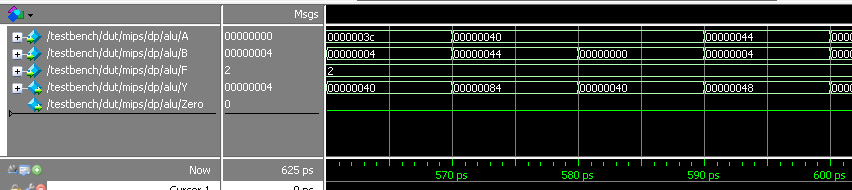 Msgs
/testbench/dut/mips/dp/alu/A 00000000 0000003c 00000040 00000044 0000
/testbench/dut/mips/dp/alu/B 00000004 00000004 00000044 00000000 00000004 0000
/testbench/dut/mips/dp/alu/F 2 2
/testbench/dut/mips/dp/alu/Y 00000004 00000040 00000084 00000040 00000048 0000
/testbench/dut/mips/dp/alu/Zero 0
Now 625 ps 570 ps 580 ps 590 ps 600 ps
Cursor 1 0 ps